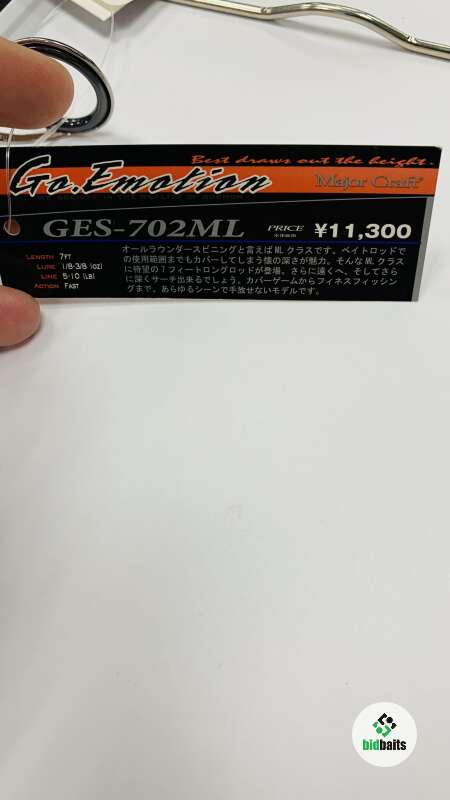 Best draws out the height.
Go.Emotion
Major Craft
GES-702ML
PRICE
¥11,300
LENGTH 7FT
LURE 1/8-3/8 (oz)
LINE 5-10 (LB)
ACTION FAST
オールラウンダースピニングと言えばMLクラスです。ベイトロッドで
の使用範囲までもカバーしてしまう懐の深さが魅力。そんなMLクラス
に待望の7フィートロングロッドが登場。さらに遠くへ、そしてさら
に深くサーチ出来るでしょう。カバーゲームからフィネスフィッシン
グまで、あらゆるシーンで手放せないモデルです。
bidbaits